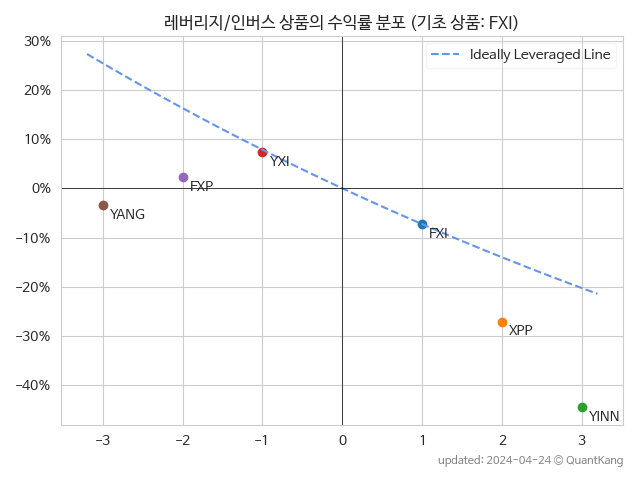 레버리지/인버스 상품의 수익률 분포 (기초 상품: FXI)
30%
20%
10%
0%
−10%
−20%
−30%
−40%
Ideally Leveraged Line
YXI
FXP
YANG
FXI
XPP
YINN
−3 −2 −1 0 1 2 3
updated: 2024-04-24 © QuantKang